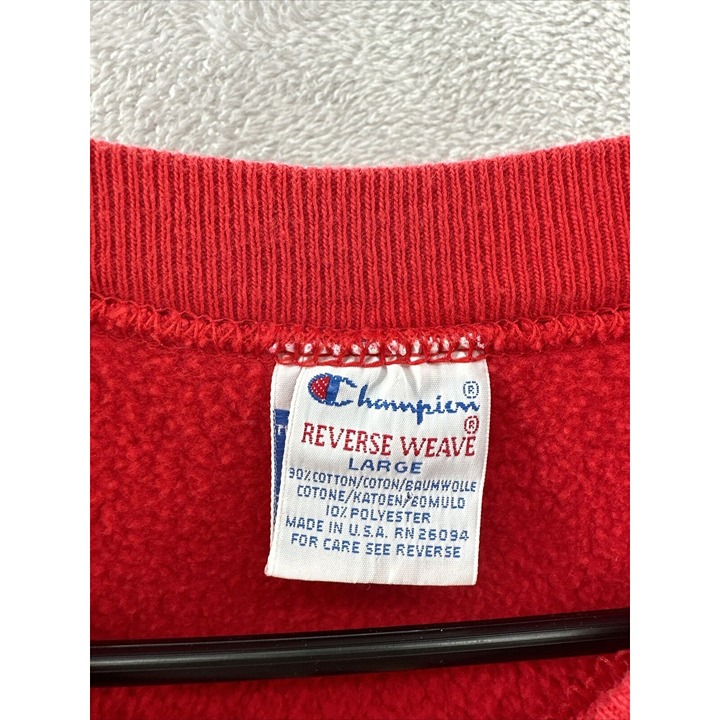 Champion®
REVERSE WEAVE®
LARGE
90% COTTON/COTON/BAUMWOLLE
COTONE/KATOEN/BOMULD
10% POLYESTER
MADE IN U.S.A. RN 26094
FOR CARE SEE REVERSE